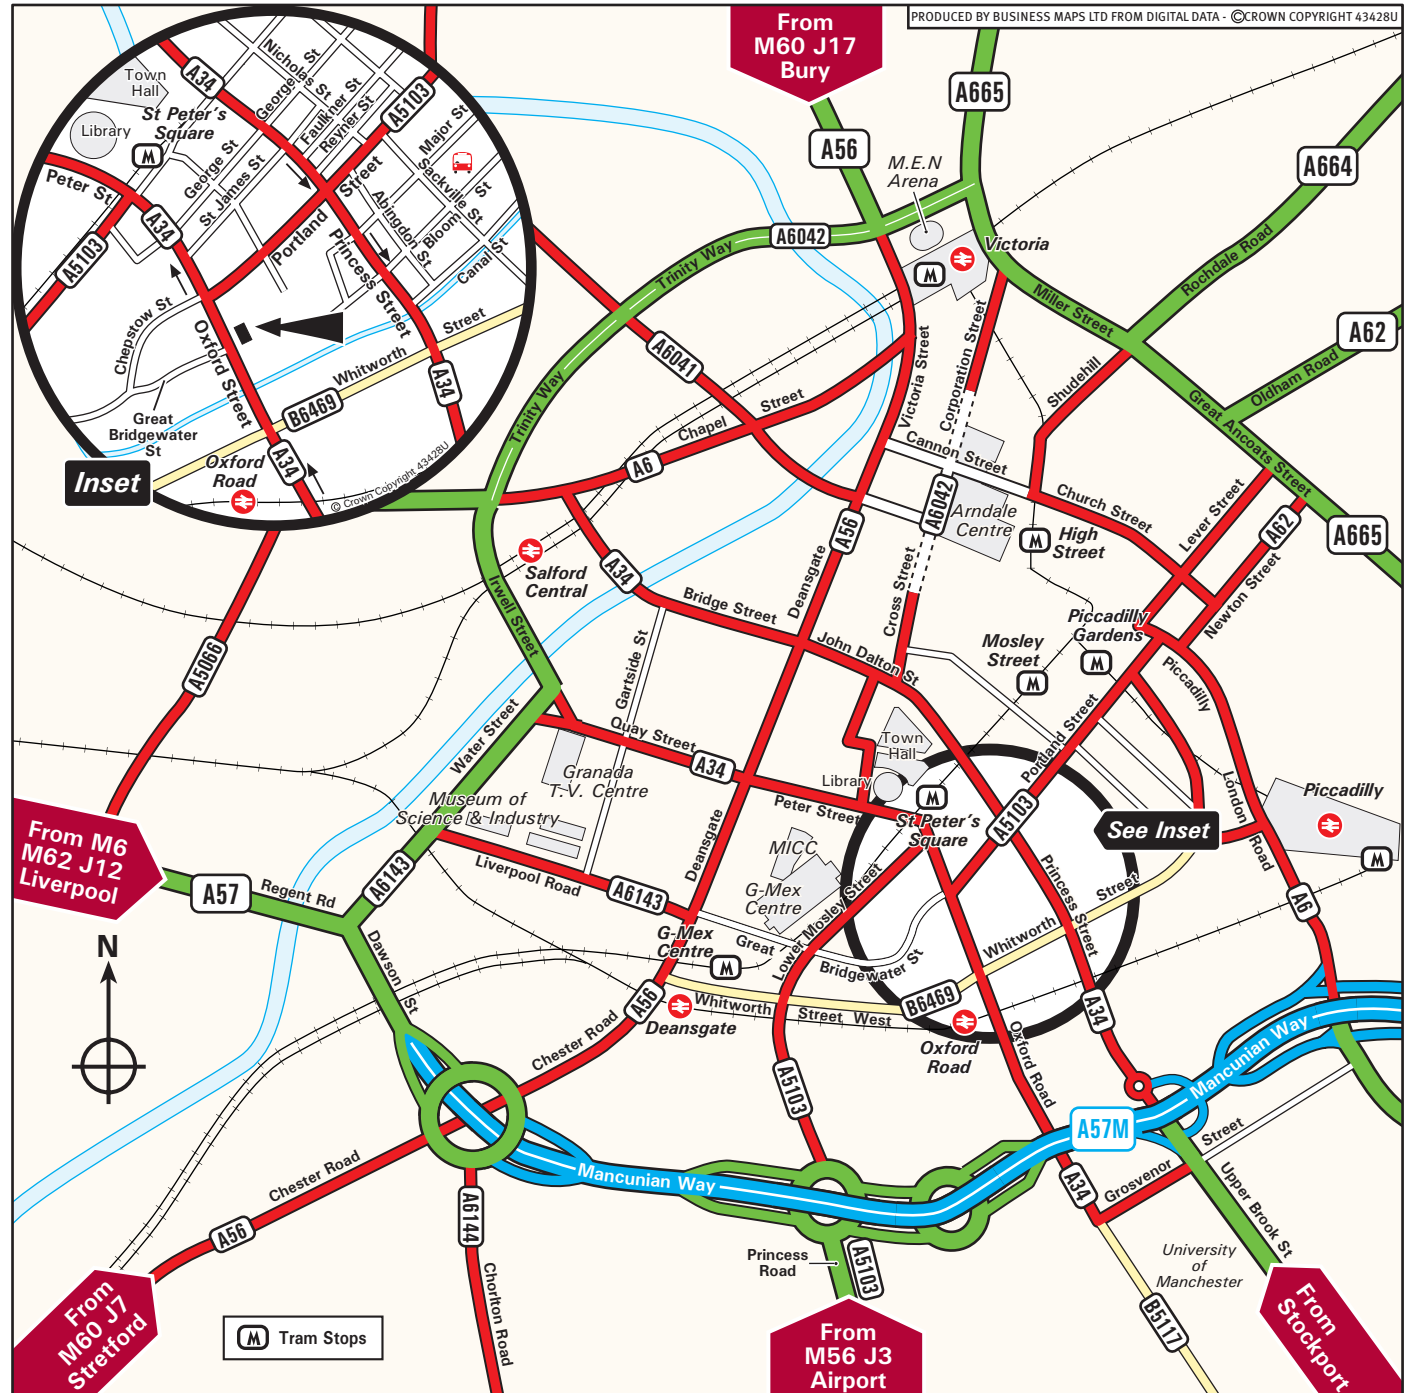 PRODUCED BY BUSINESS MAPS LTD FROM DIGITAL DATA - ©CROWN COPYRIGHT 43428U
From
M60 J17
Bury
A665
A56
A664
A62
M.E.N
Arena
A6042
Victoria
M
Trinity Way
Miller Street
Rochdale Road
Oldham Road
Great Ancoats Street
A665
Shudehill
Corporation Street
Victoria Street
A6041
Chapel
Street
Trinity Way
A6
Cannon Street
A6042
Arndale
Centre
Church Street
M
High
Street
Lever Street
A62
Newton Street
A56
Deansgate
Cross Street
Salford
Central
A34
Irwell Street
Bridge Street
John Dalton St
Gartside St
Mosley
Street
M
Piccadilly
Gardens
M
Piccadilly
Portland Street
Water Street
Quay Street
A34
Granada
T.V. Centre
Town
Hall
Library
M
St Peter's
Square
Peter Street
A5103
See Inset
London
Road
Piccadilly
M
A5066
Museum of
Science & Industry
Liverpool Road
A6143
A6143
Deansgate
MICC
G-Mex
Centre
Lower Mosley Street
Princess Street
Whitworth
Street
A6
From M6
M62 J12
Liverpool
A57
Regent Rd
Dawson
St
G-Mex
Centre
M
Great
Bridgewater St
B6469
A56
Deansgate
Whitworth
Street West
Oxford
Road
Oxford Road
A34
Chester Road
N
A5103
Mancunian Way
A57M
Mancunian Way
Grosvenor
Street
A34
Upper Brook St
Chester Road
A56
A6144
Chorlton Road
Princess
Road
A5103
University
of
Manchester
B5117
From
M60 J7
Stretford
M
Tram Stops
From
M56 J3
Airport
From
Stockport
Town
Hall
Library
St Peter's
Square
M
A34
Nicholas St
George St
Faulkner St
Reyner St
A5103
Major St
Sackville St
Bloom
St
Abingdon St
Canal St
Peter St
A34
A5103
George St
St James St
Portland
Street
Princess Street
Chepstow St
Oxford Street
Whitworth
Street
B6469
A34
Great
Bridgewater
St
Oxford
Road
A34
© Crown Copyright 43428U
Inset